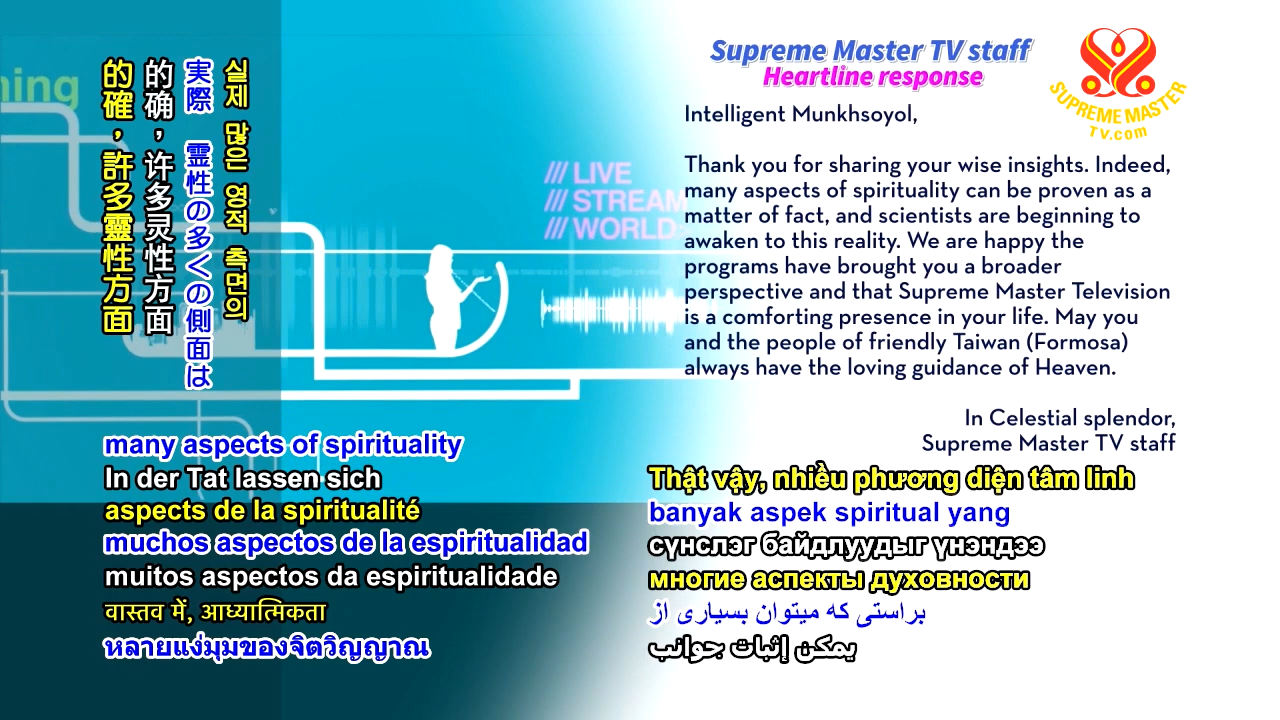 ning
Supreme Master TV staff
Heartline response
SUPREME MASTER
TV.com
Intelligent Munkhsoyol,
Thank you for sharing your wise insights. Indeed,
many aspects of spirituality can be proven as a
matter of fact, and scientists are beginning to
awaken to this reality. We are happy the
programs have brought you a broader
perspective and that Supreme Master Television
is a comforting presence in your life. May you
and the people of friendly Taiwan (Formosa)
always have the loving guidance of Heaven.
In Celestial splendor,
Supreme Master TV staff
/// LIVE
/// STREAM
/// WORLD
실제 많은 영적 측면의
実際 霊性の多くの側面は
的确，许多灵性方面
的確，許多靈性方面
many aspects of spirituality
In der Tat lassen sich
aspects de la spiritualité
muchos aspectos de la espiritualidad
muitos aspectos da espiritualidade
वास्तव में, आध्यात्मिकता
หลายแง่มุมของจิตวิญญาณ
Thật vậy, nhiều phương diện tâm linh
banyak aspek spiritual yang
сүнслэг байдлуудыг үнэндээ
многие аспекты духовности
براستی که میتوان بسیاری از
يمكن إثبات جوانب